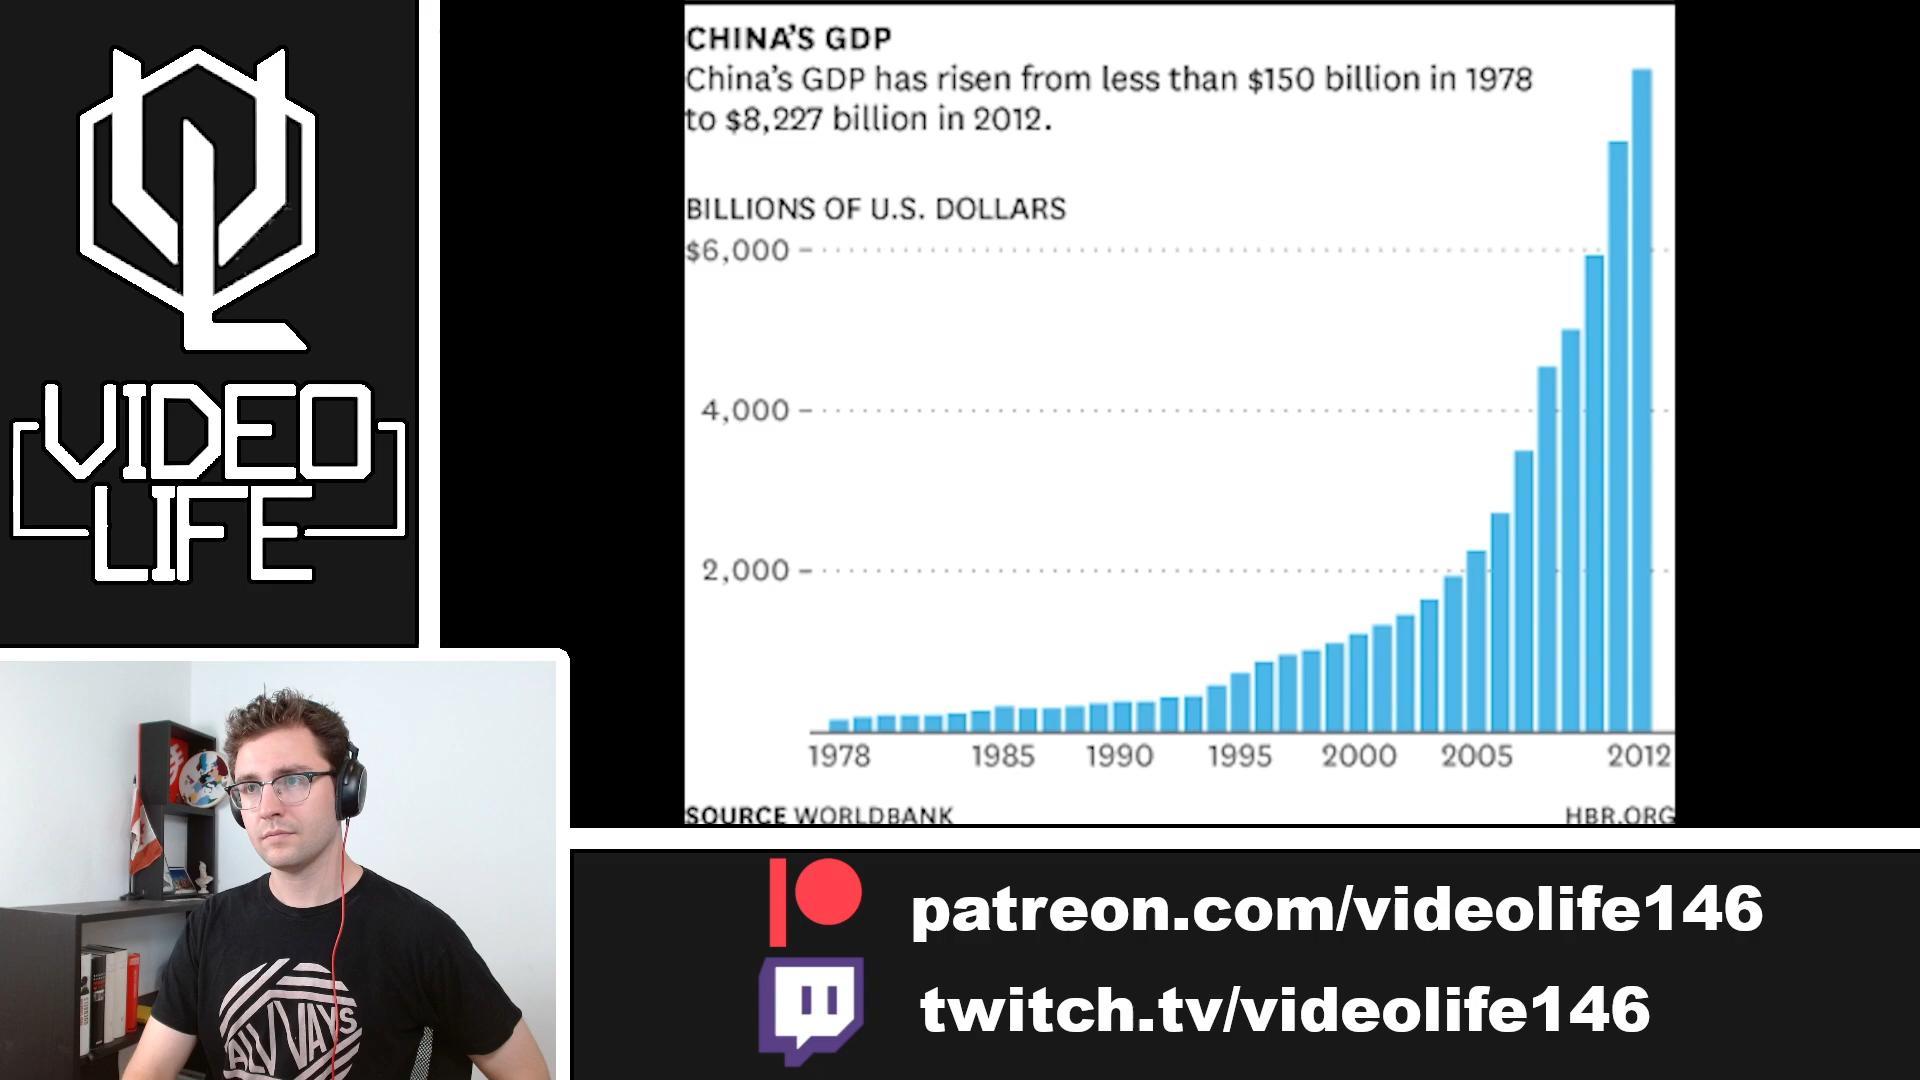 VIDEO
LIFE
CHINA'S GDP
China's GDP has risen from less than $150 billion in 1978
to $8,227 billion in 2012.
BILLIONS OF U.S. DOLLARS
$6,000
4,000
2,000
1978 1985 1990 1995 2000 2005 2012
SOURCE WORLDBANK HBR.ORG
ALVVAYS
patreon.com/videolife146
twitch.tv/videolife146